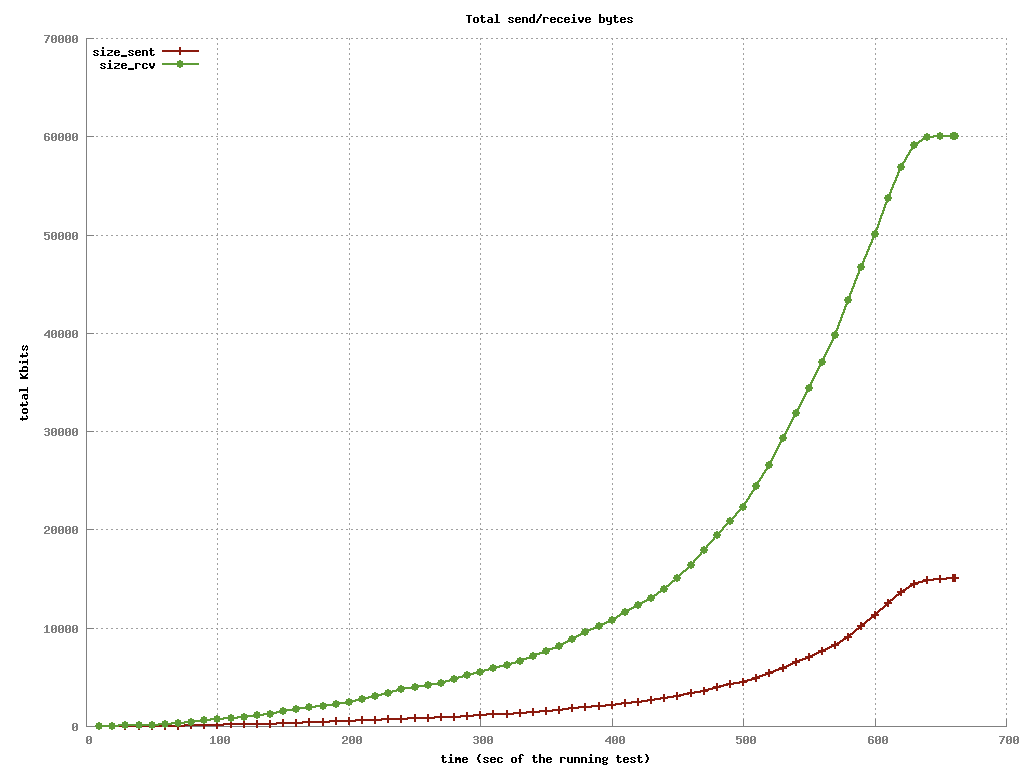 Total send/receive bytes
70000
size_sent
size_rcv
60000
50000
40000
total Kbits
30000
20000
10000
0
0 100 200 300 400 500 600 700
time (sec of the running test)